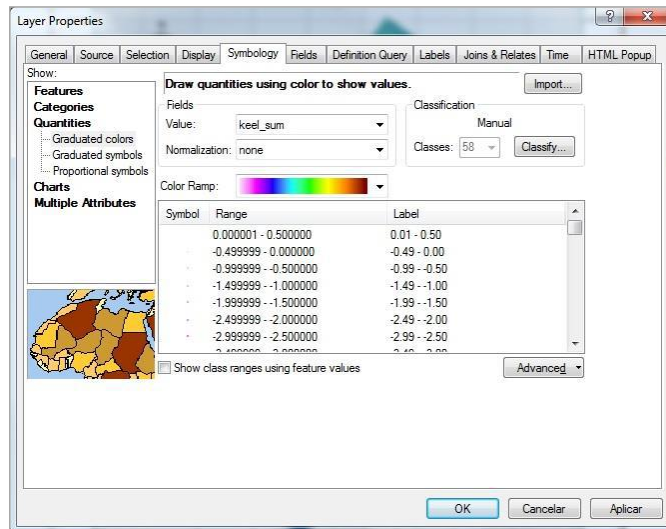 Layer Properties
General Source Selection Display Symbology Fields Definition Query Labels Joins & Relates Time HTML Popup
Show:
Features
Categories
Quantities
Graduated colors
Graduated symbols
Proportional symbols
Charts
Multiple Attributes
Draw quantities using color to show values.
Import...
Fields
Value: keel_sum
Normalization: none
Classification
Manual
Classes: 58 Classify...
Color Ramp:
Symbol Range Label
0.000001 - 0.500000 0.01 - 0.50
-0.499999 - 0.000000 -0.49 - 0.00
-0.999999 - -0.500000 -0.99 - -0.50
-1.499999 - -1.000000 -1.49 - -1.00
-1.999999 - -1.500000 -1.99 - -1.50
-2.499999 - -2.000000 -2.49 - -2.00
-2.999999 - -2.500000 -2.99 - -2.50
Show class ranges using feature values
Advanced
OK Cancelar Aplicar